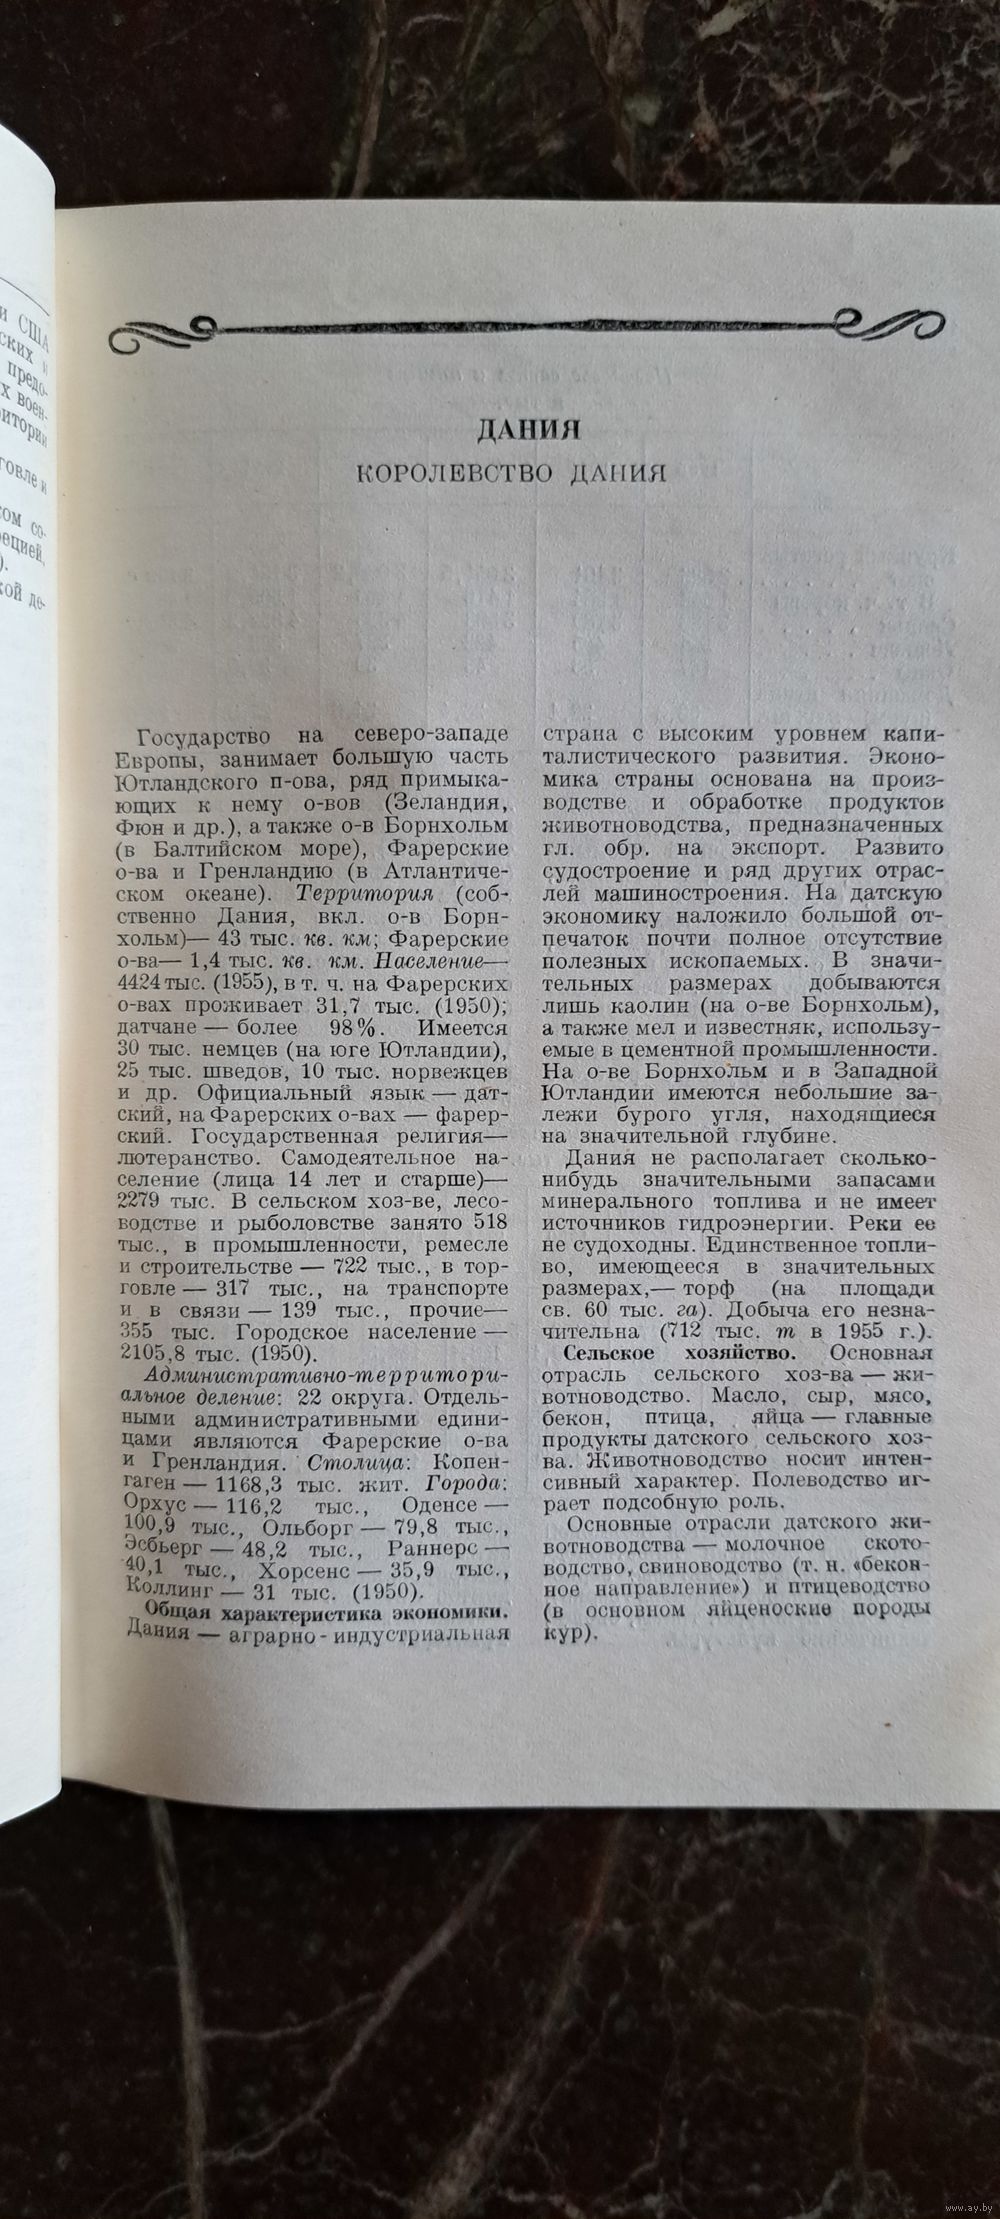 и США
ских и
предо-
х воен-
ритории
говле и
ком со-
рецией,
).
кой де-
ДАНИЯ
КОРОЛЕВСТВО ДАНИЯ
Государство на северо-западе
Европы, занимает большую часть
Ютландского п-ова, ряд примыка-
ющих к нему о-вов (Зеландия,
Фюн и др.), а также о-в Борнхольм
(в Балтийском море), Фарерские
о-ва и Гренландию (в Атлантиче-
ском океане). Территория (соб-
ственно Дания, вкл. о-в Борн-
хольм)— 43 тыс. кв. км; Фарерские
о-ва— 1,4 тыс. кв. км. Население—
4424 тыс. (1955), в т. ч. на Фарерских
о-вах проживает 31,7 тыс. (1950);
датчане — более 98%. Имеется
30 тыс. немцев (на юге Ютландии),
25 тыс. шведов, 10 тыс. норвежцев
и др. Официальный язык — дат-
ский, на Фарерских о-вах — фарер-
ский. Государственная религия—
лютеранство. Самодеятельное на-
селение (лица 14 лет и старше)—
2279 тыс. В сельском хоз-ве, лесо-
водстве и рыболовстве занято 518
тыс., в промышленности, ремесле
и строительстве — 722 тыс., в тор-
говле — 317 тыс., на транспорте
и в связи — 139 тыс., прочие—
355 тыс. Городское население —
2105,8 тыс. (1950).
Административно-территори-
альное деление: 22 округа. Отдель-
ными административными едини-
цами являются Фарерские о-ва
и Гренландия. Столица: Копен-
гаген — 1168,3 тыс. жит. Города:
Орхус — 116,2 тыс., Оденсе —
100,9 тыс., Ольборг — 79,8 тыс.,
Эсбьерг — 48,2 тыс., Раннерс —
40,1 тыс., Хорсенс — 35,9 тыс.,
Коллинг — 31 тыс. (1950).
Общая характеристика экономики.
Дания — аграрно-индустриальная
страна с высоким уровнем капи-
талистического развития. Эконо-
мика страны основана на произ-
водстве и обработке продуктов
животноводства, предназначенных
гл. обр. на экспорт. Развито
судостроение и ряд других отрас-
лей машиностроения. На датскую
экономику наложило большой от-
печаток почти полное отсутствие
полезных ископаемых. В значи-
тельных размерах добываются
лишь каолин (на о-ве Борнхольм),
а также мел и известняк, использу-
емые в цементной промышленности.
На о-ве Борнхольм и в Западной
Ютландии имеются небольшие за-
лежи бурого угля, находящиеся
на значительной глубине.
Дания не располагает сколько-
нибудь значительными запасами
минерального топлива и не имеет
источников гидроэнергии. Реки ее
не судоходны. Единственное топли-
во, имеющееся в значительных
размерах,— торф (на площади
св. 60 тыс. га). Добыча его незна-
чительна (712 тыс. т в 1955 г.).
Сельское хозяйство. Основная
отрасль сельского хоз-ва — жи-
вотноводство. Масло, сыр, мясо,
бекон, птица, яйца — главные
продукты датского сельского хоз-
ва. Животноводство носит интен-
сивный характер. Полеводство иг-
рает подсобную роль.
Основные отрасли датского жи-
вотноводства — молочное ското-
водство, свиноводство (т. н. «бекон-
ное направление») и птицеводство
(в основном яйценоские породы
кур).
www.ay.by